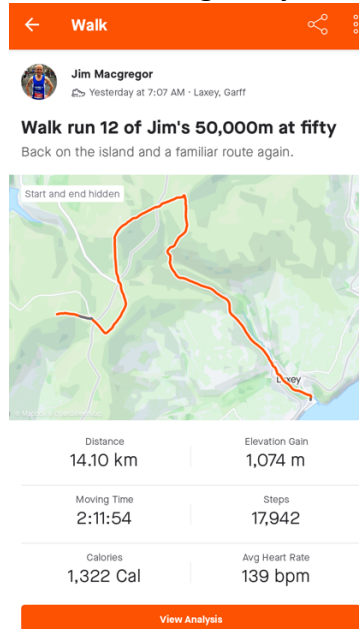 Walk
Jim Macgregor
Yesterday at 7:07 AM · Laxey, Garff
Walk run 12 of Jim's 50,000m at fifty
Back on the island and a familiar route again.
Start and end hidden
Laxey
Distance
14.10 km
Elevation Gain
1,074 m
Moving Time
2:11:54
Steps
17,942
Calories
1,322 Cal
Avg Heart Rate
139 bpm
View Analysis